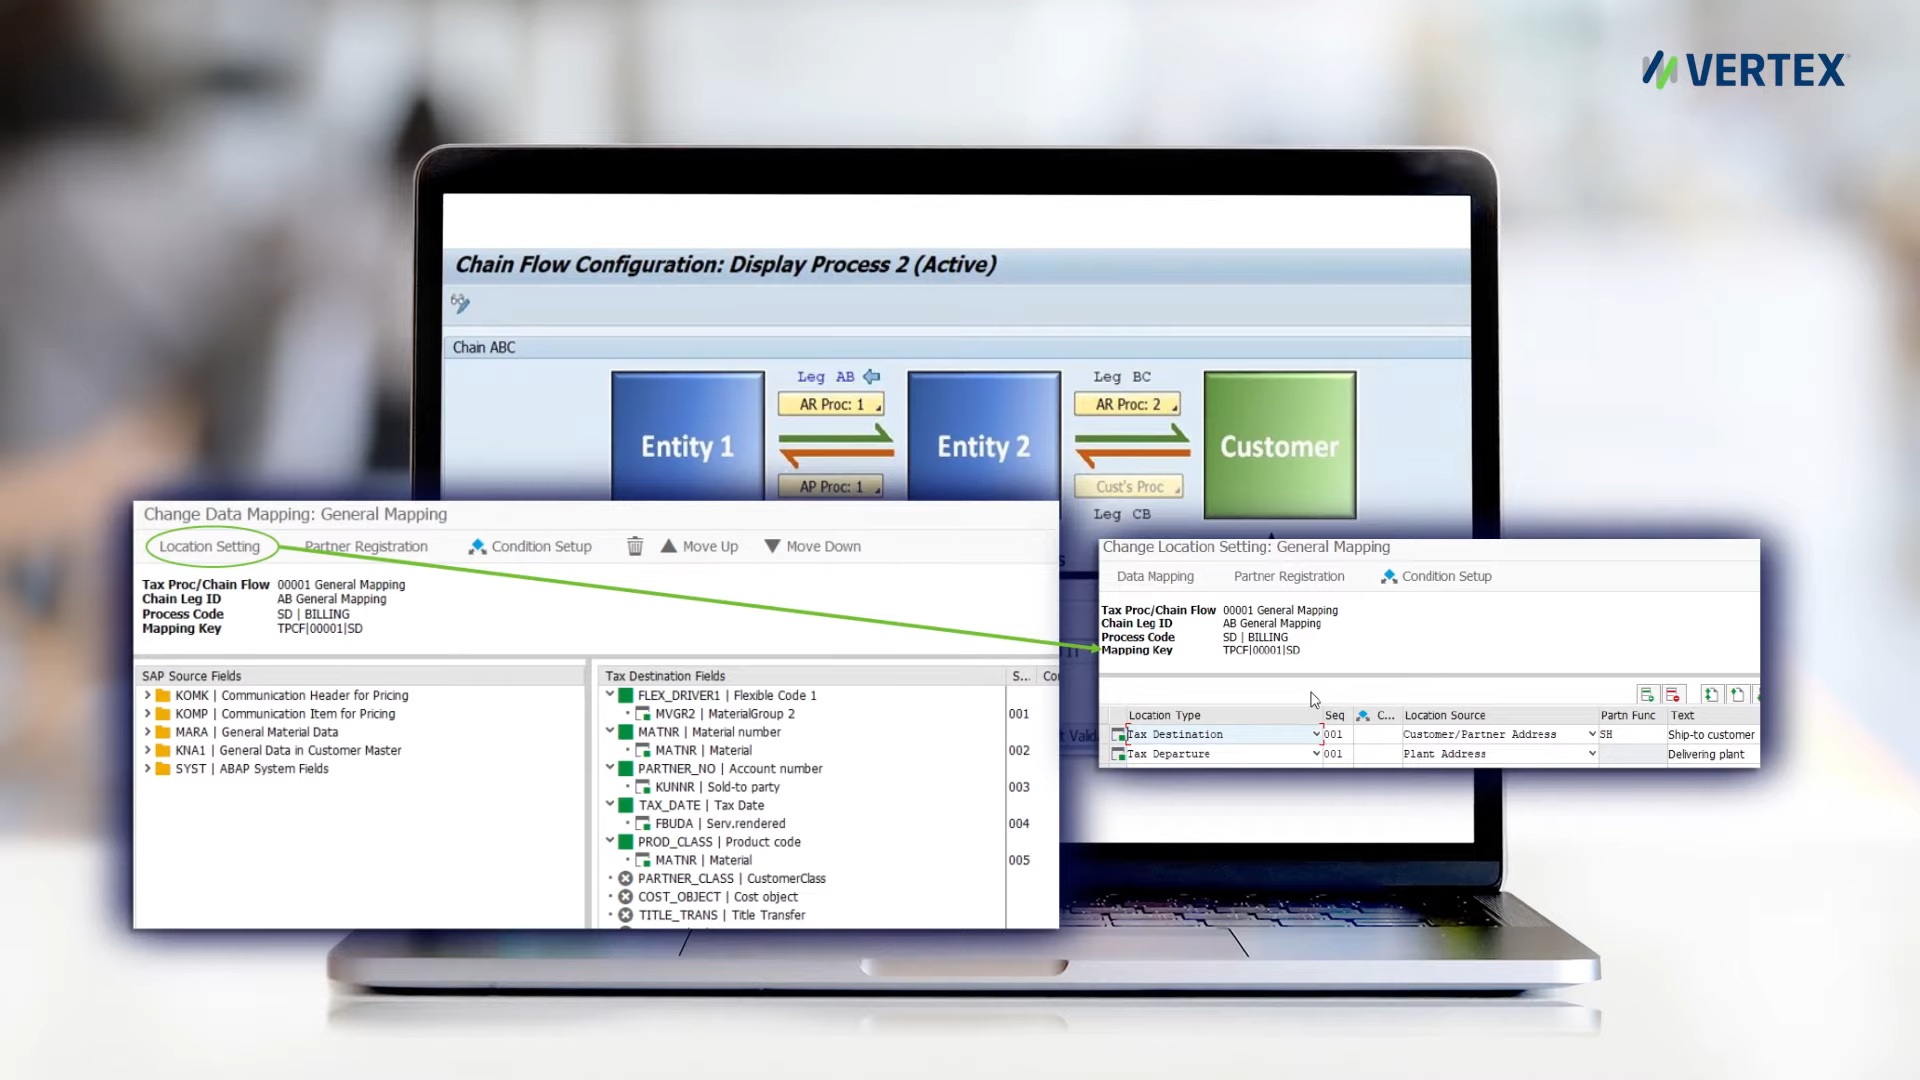 VERTEX
Chain Flow Configuration: Display Process 2 (Active)
Chain ABC
Leg AB
Leg BC
AR Proc: 1
AR Proc: 2
Entity 1
Entity 2
Customer
AP Proc: 1
Cust's Proc
Leg CB
Change Data Mapping: General Mapping
Location Setting
Partner Registration
Condition Setup
Move Up
Move Down
Tax Proc/Chain Flow 00001 General Mapping
Chain Leg ID AB General Mapping
Process Code SD | BILLING
Mapping Key TPCF|00001|SD
SAP Source Fields
KOMK | Communication Header for Pricing
KOMP | Communication Item for Pricing
MARA | General Material Data
KNA1 | General Data in Customer Master
SYST | ABAP System Fields
Tax Destination Fields S... Co
FLEX_DRIVER1 | Flexible Code 1
MVGR2 | MaterialGroup 2 001
MATNR | Material number
MATNR | Material 002
PARTNER_NO | Account number
KUNNR | Sold-to party 003
TAX_DATE | Tax Date
FBUDA | Serv.rendered 004
PROD_CLASS | Product code
MATNR | Material 005
PARTNER_CLASS | CustomerClass
COST_OBJECT | Cost object
TITLE_TRANS | Title Transfer
Change Location Setting: General Mapping
Data Mapping
Partner Registration
Condition Setup
Tax Proc/Chain Flow 00001 General Mapping
Chain Leg ID AB General Mapping
Process Code SD | BILLING
Mapping Key TPCF|00001|SD
Location Type Seq C... Location Source Partn Func Text
Tax Destination 001 Customer/Partner Address SH Ship-to customer
Tax Departure 001 Plant Address Delivering plant